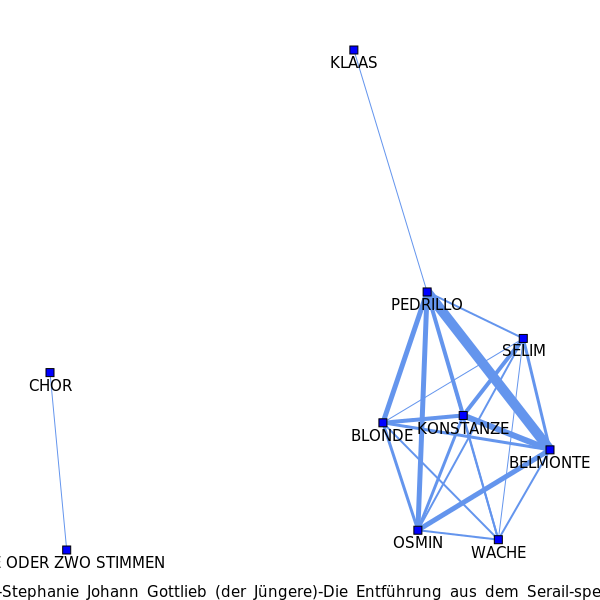 KLAAS
PEDRILLO
SELIM
CHOR
BLONDE
KONSTANZE
BELMONTE
OSMIN
WACHE
ODER ZWO STIMMEN
-Stephanie Johann Gottlieb (der Jüngere)-Die Entführung aus dem Serail-spe